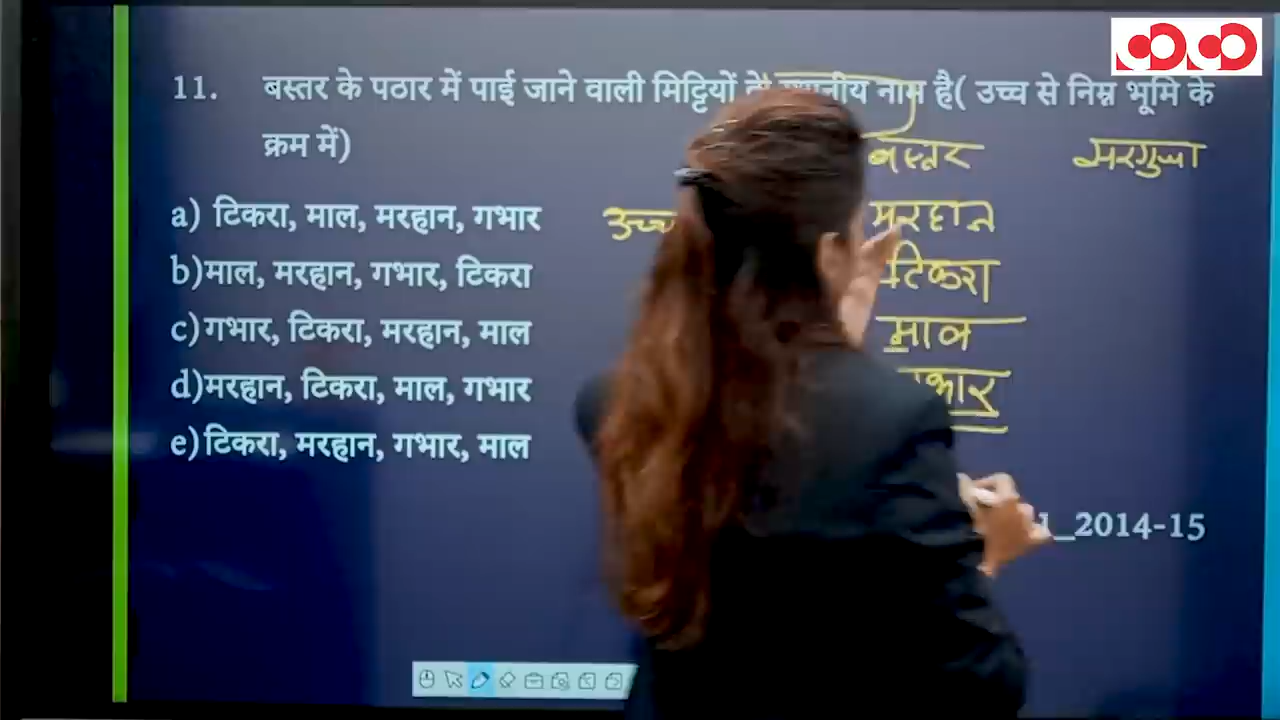 11. बस्तर के पठार में पाई जाने वाली मिट्टियों के स्थानीय नाम है( उच्च से निम्न भूमि के
क्रम में)
बस्तर सरगुजा
a) टिकरा, माल, मरहान, गभार
उच्च मरहान
b)माल, मरहान, गभार, टिकरा
टिकरा
c)गभार, टिकरा, मरहान, माल
माल
d)मरहान, टिकरा, माल, गभार
e)टिकरा, मरहान, गभार, माल
_2014-15